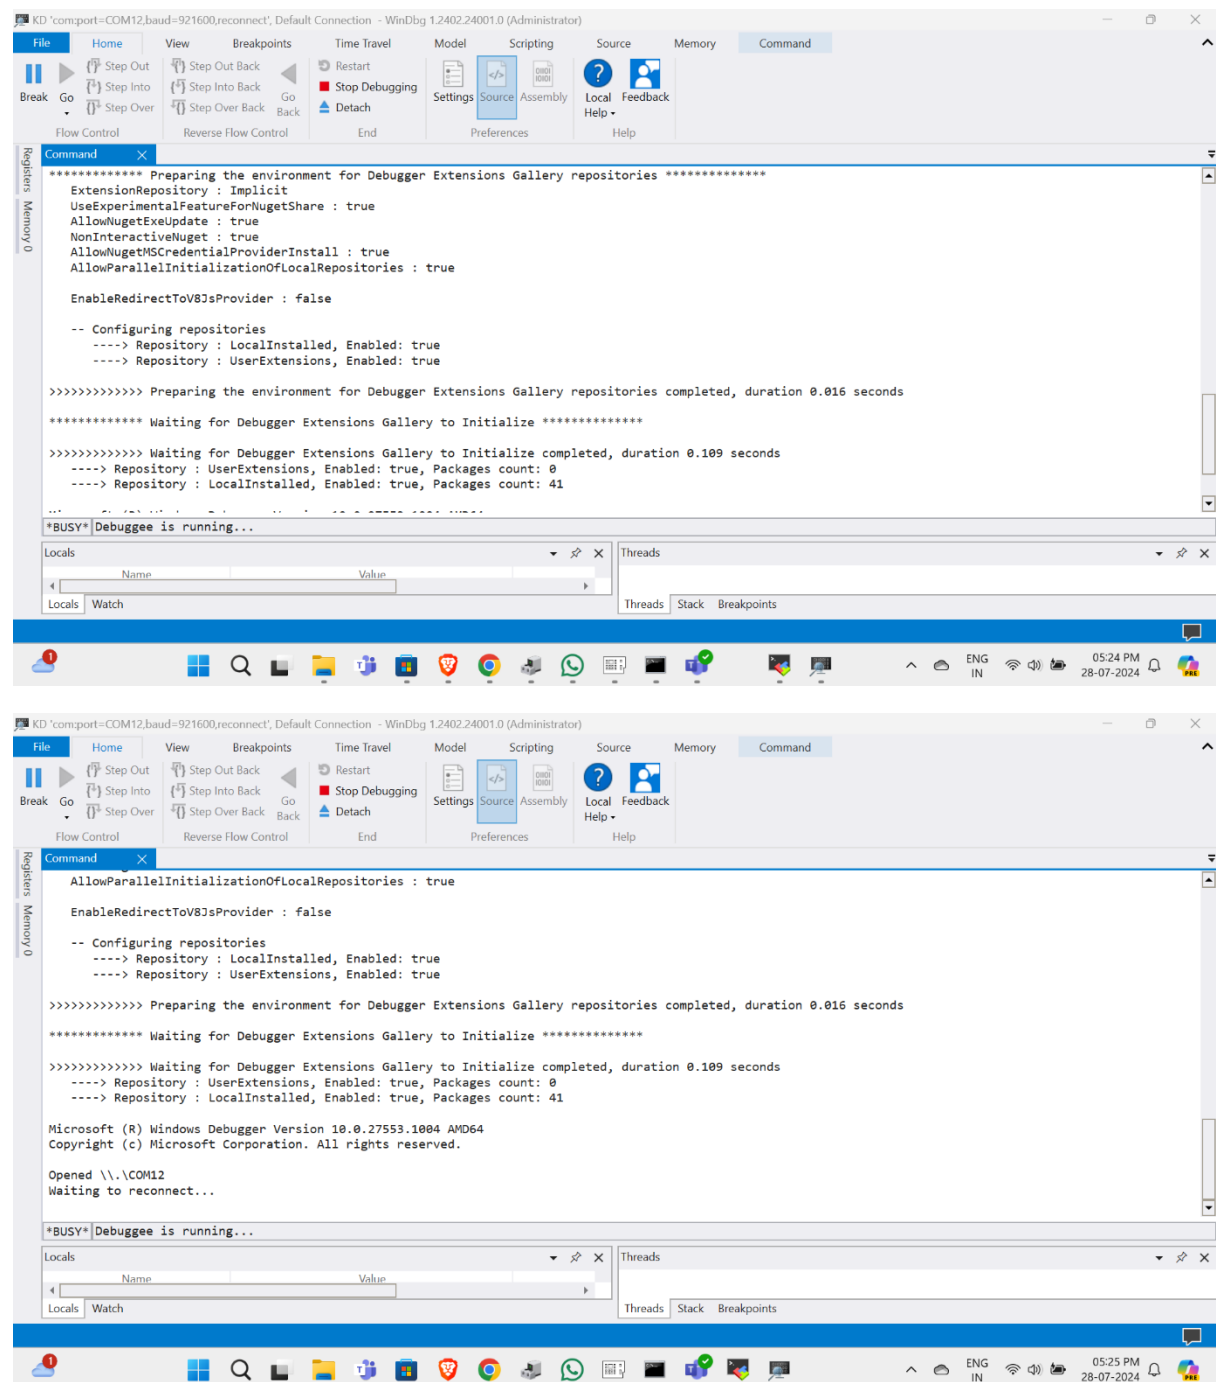 KD 'com:port=COM12,baud=921600,reconnect', Default Connection - WinDbg 1.2402.24001.0 (Administrator)
File Home View Breakpoints Time Travel Model Scripting Source Memory Command
Step Out Step Out Back Restart
Step Into Step Into Back Stop Debugging
Step Over Step Over Back Detach
Break Go Go Back Settings Source Assembly Local Help Feedback
Flow Control Reverse Flow Control End Preferences Help
Registers Memory 0
Command
************* Preparing the environment for Debugger Extensions Gallery repositories **************
ExtensionRepository : Implicit
UseExperimentalFeatureForNugetShare : true
AllowNugetExeUpdate : true
NonInteractiveNuget : true
AllowNugetMSCredentialProviderInstall : true
AllowParallelInitializationOfLocalRepositories : true
EnableRedirectToV8JsProvider : false
-- Configuring repositories
----> Repository : LocalInstalled, Enabled: true
----> Repository : UserExtensions, Enabled: true
>>>>>>>>>>>>> Preparing the environment for Debugger Extensions Gallery repositories completed, duration 0.016 seconds
************* Waiting for Debugger Extensions Gallery to Initialize **************
>>>>>>>>>>>>> Waiting for Debugger Extensions Gallery to Initialize completed, duration 0.109 seconds
----> Repository : UserExtensions, Enabled: true, Packages count: 0
----> Repository : LocalInstalled, Enabled: true, Packages count: 41
*BUSY* Debuggee is running...
Locals Threads
Name Value
Locals Watch Threads Stack Breakpoints
1
ENG 05:24 PM
IN 28-07-2024
PRE
KD 'com:port=COM12,baud=921600,reconnect', Default Connection - WinDbg 1.2402.24001.0 (Administrator)
File Home View Breakpoints Time Travel Model Scripting Source Memory Command
Step Out Step Out Back Restart
Step Into Step Into Back Stop Debugging
Step Over Step Over Back Detach
Break Go Go Back Settings Source Assembly Local Help Feedback
Flow Control Reverse Flow Control End Preferences Help
Registers Memory 0
Command
AllowParallelInitializationOfLocalRepositories : true
EnableRedirectToV8JsProvider : false
-- Configuring repositories
----> Repository : LocalInstalled, Enabled: true
----> Repository : UserExtensions, Enabled: true
>>>>>>>>>>>>> Preparing the environment for Debugger Extensions Gallery repositories completed, duration 0.016 seconds
************* Waiting for Debugger Extensions Gallery to Initialize **************
>>>>>>>>>>>>> Waiting for Debugger Extensions Gallery to Initialize completed, duration 0.109 seconds
----> Repository : UserExtensions, Enabled: true, Packages count: 0
----> Repository : LocalInstalled, Enabled: true, Packages count: 41
Microsoft (R) Windows Debugger Version 10.0.27553.1004 AMD64
Copyright (c) Microsoft Corporation. All rights reserved.
Opened \\.\COM12
Waiting to reconnect...
*BUSY* Debuggee is running...
Locals Threads
Name Value
Locals Watch Threads Stack Breakpoints
1
ENG 05:25 PM
IN 28-07-2024
PRE